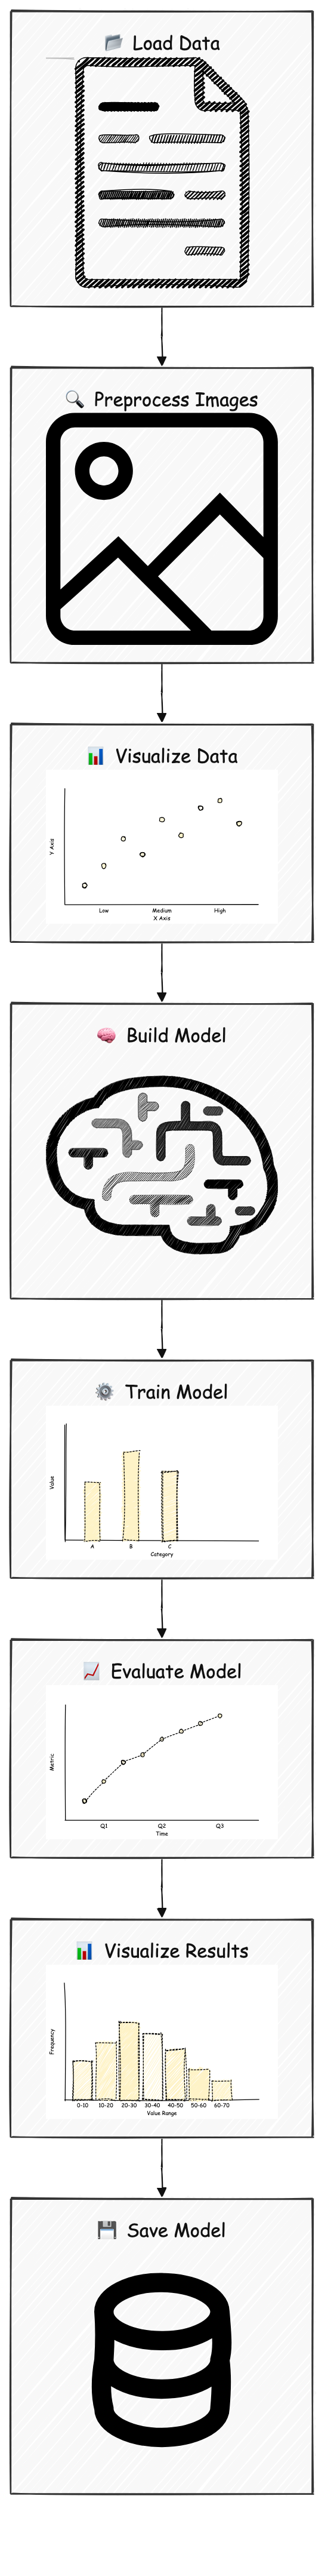 📂 Load Data
🔍 Preprocess Images
📊 Visualize Data
Y Axis
Low Medium High
X Axis
🧠 Build Model
⚙️ Train Model
Value
A B C
Category
📈 Evaluate Model
Metric
Q1 Q2 Q3
Time
📊 Visualize Results
Frequency
0-10 10-20 20-30 30-40 40-50 50-60 60-70
Value Range
💾 Save Model